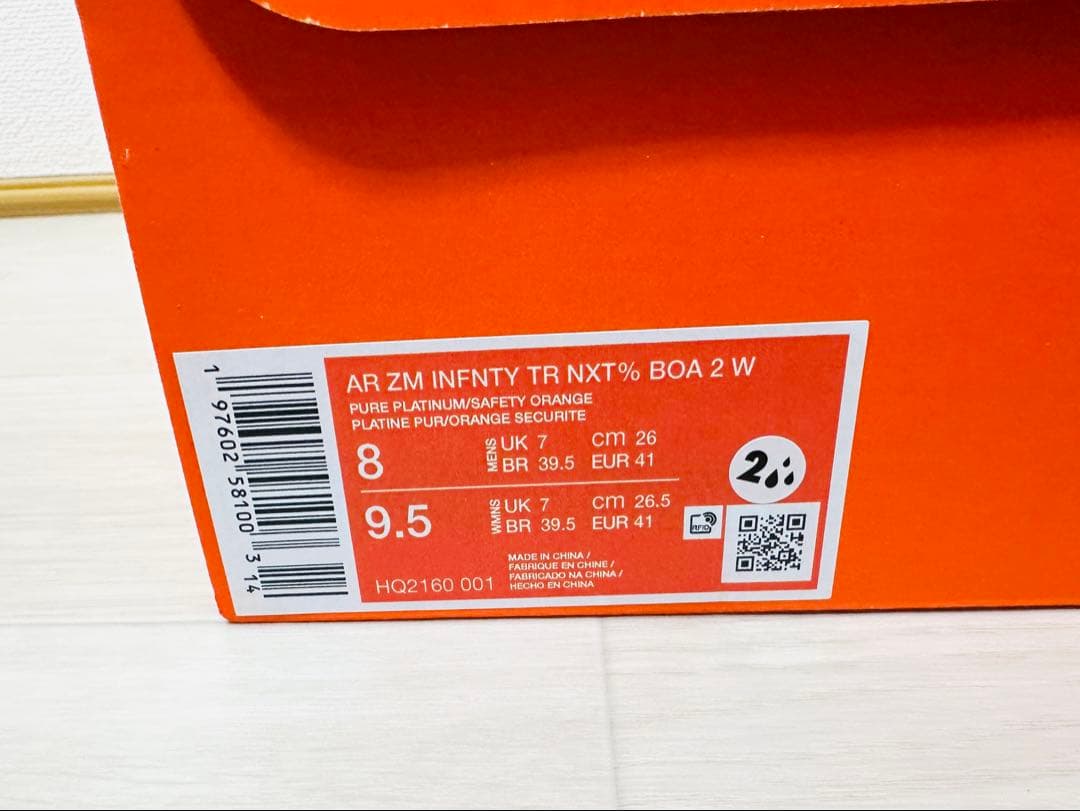 AR ZM INFNTY TR NXT% BOA 2 W
PURE PLATINUM/SAFETY ORANGE
PLATINE PUR/ORANGE SECURITE
8
MENS
UK 7 cm 26
BR 39.5 EUR 41
9.5
WMNS
UK 7 cm 26.5
BR 39.5 EUR 41
2
RFID
MADE IN CHINA /
FABRIQUE EN CHINE /
FABRICADO NA CHINA /
HECHO EN CHINA
HQ2160 001
1 97602 58100 3 14